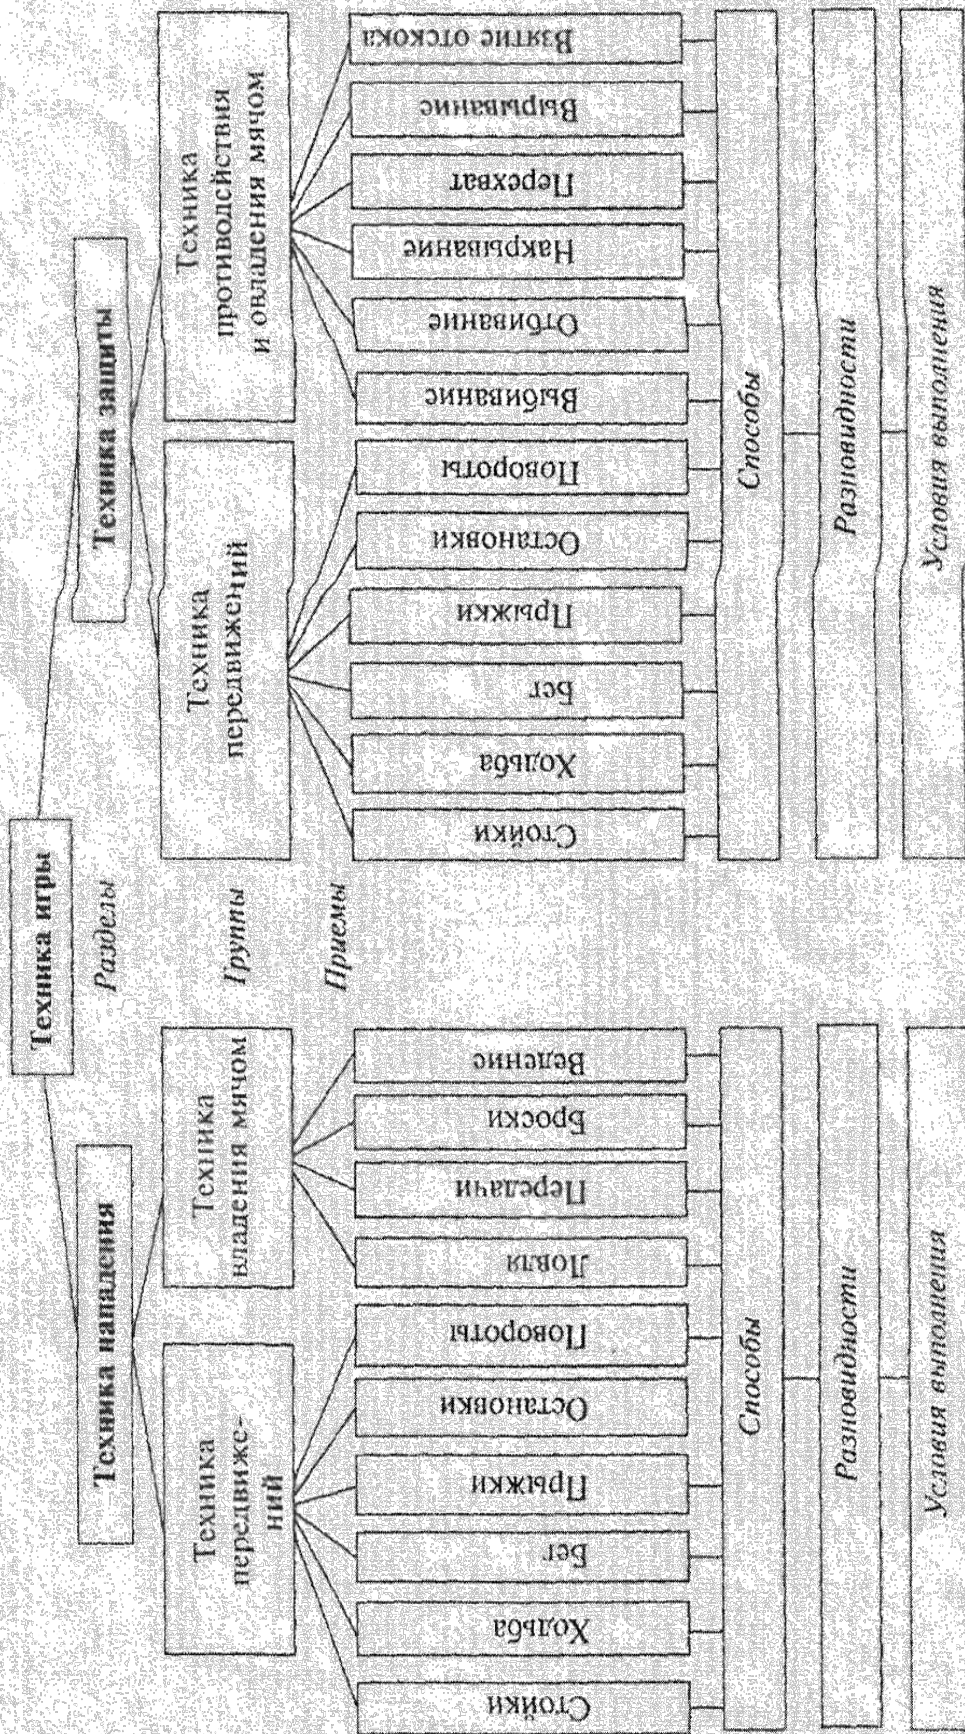 Техника игры
Разделы
Техника нападения
Техника защиты
Группы
Техника
передвиже-
ний
Техника
владения мячом
Техника
передвижений
Техника
противодействия
и овладения мячом
Приемы
Стойки
Ходьба
Бег
Прыжки
Остановки
Повороты
Ловля
Передачи
Броски
Ведение
Стойки
Ходьба
Бег
Прыжки
Остановки
Повороты
Выбивание
Отбивание
Накрывание
Перехват
Вырывание
Взятие отскока
Способы
Способы
Разновидности
Разновидности
Условия выполнения
Условия выполнения